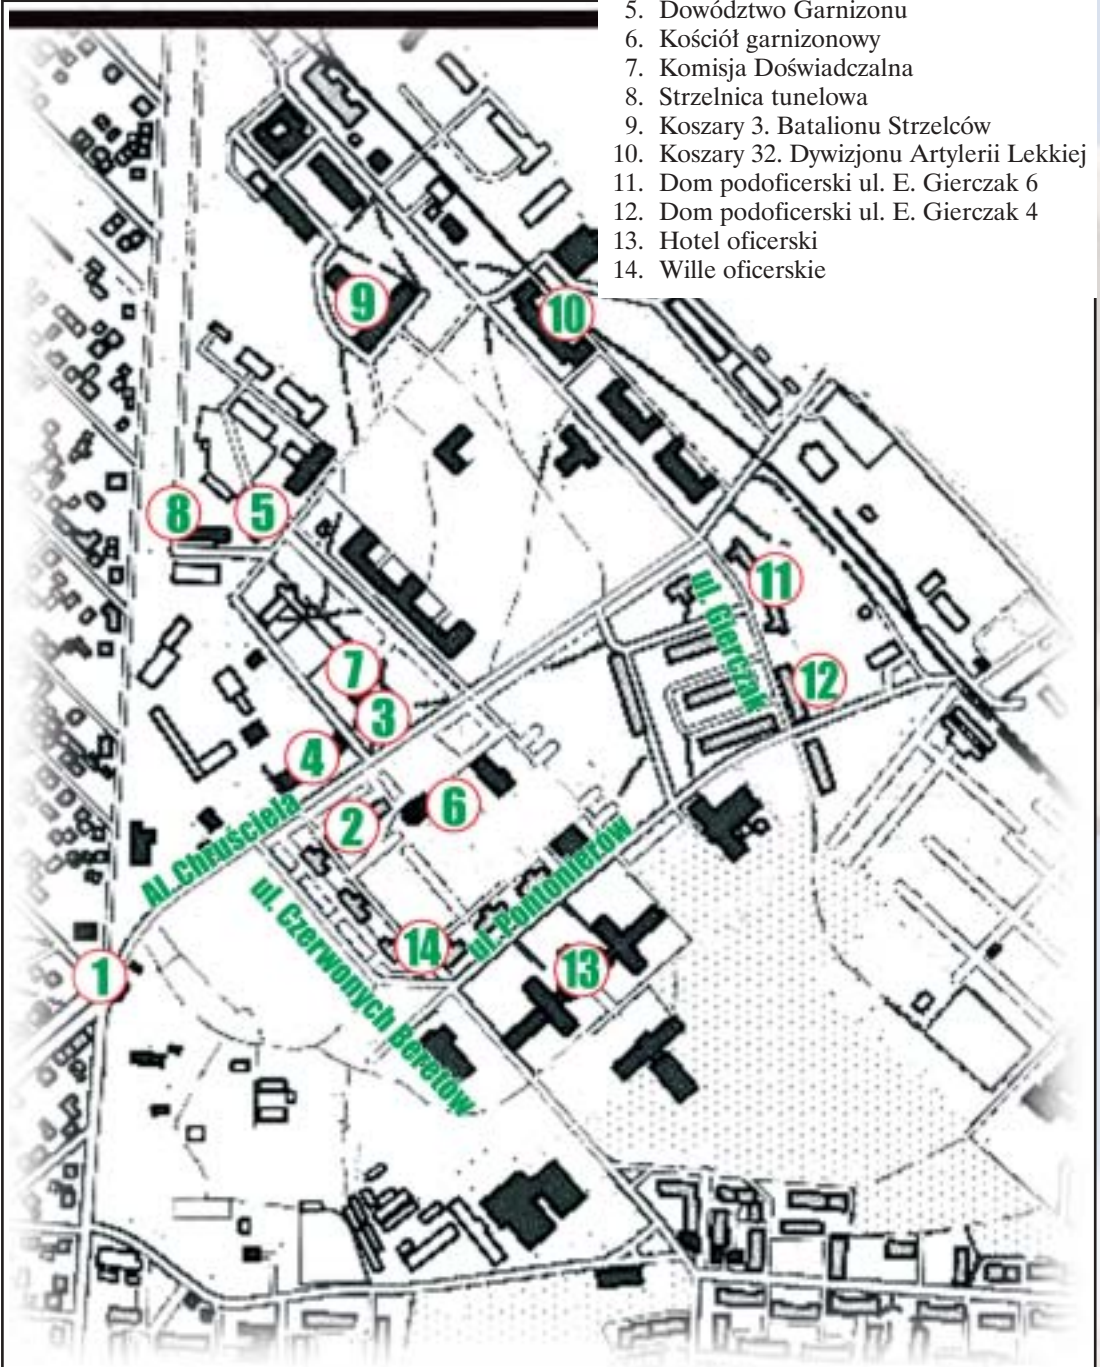 5. Dowództwo Garnizonu
6. Kościół garnizonowy
7. Komisja Doświadczalna
8. Strzelnica tunelowa
9. Koszary 3. Batalionu Strzelców
10. Koszary 32. Dywizjonu Artylerii Lekkiej
11. Dom podoficerski ul. E. Gierczak 6
12. Dom podoficerski ul. E. Gierczak 4
13. Hotel oficerski
14. Wille oficerskie
9
10
8
5
11
ul. Gierczak
7
12
3
4
6
2
Al. Chruściela
ul. Pontonierów
ul. Czerwonych Beretów
14
13
1